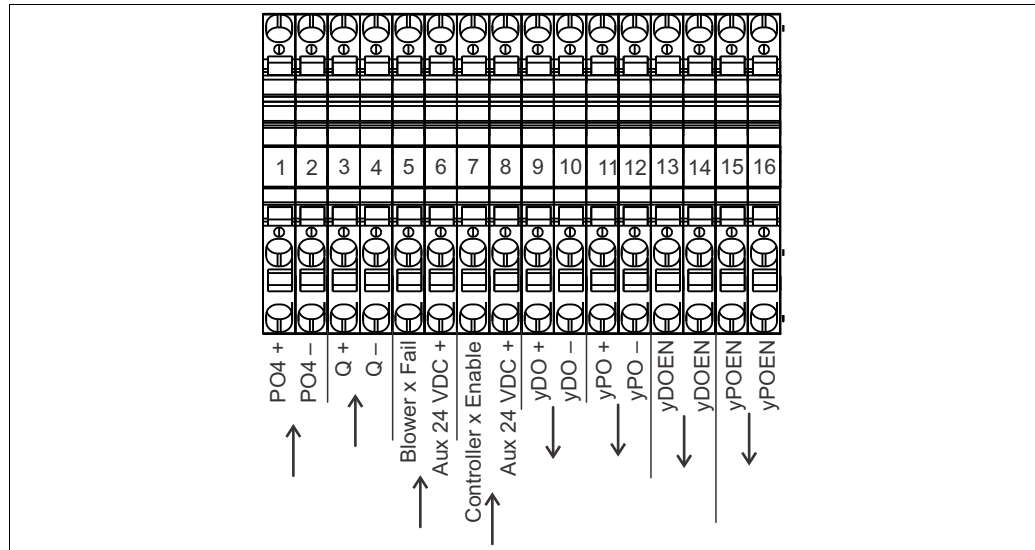 1 2 3 4 5 6 7 8 9 10 11 12 13 14 15 16
PO4 +
PO4 –
Q +
Q –
Blower x Fail
Aux 24 VDC +
Controller x Enable
Aux 24 VDC +
yDO +
yDO –
yPO +
yPO –
yDOEN
yDOEN
yPOEN
yPOEN